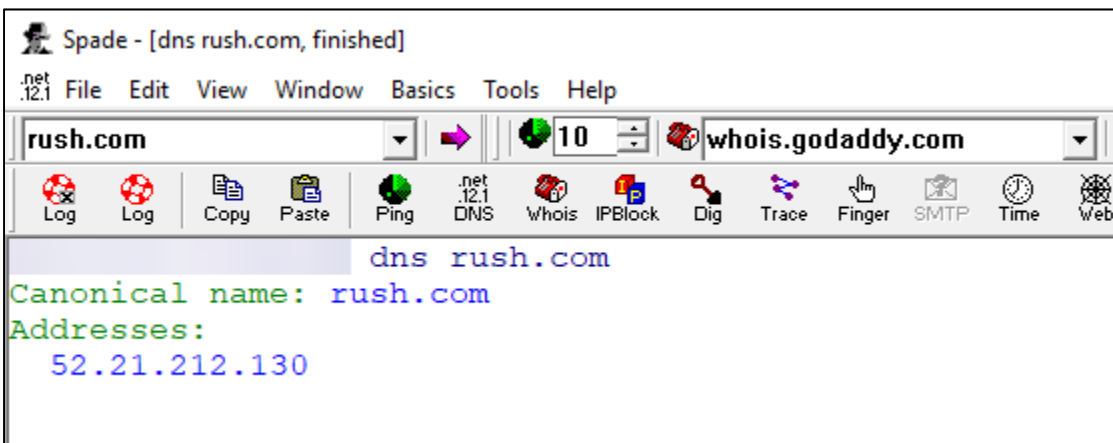 Spade - [dns rush.com, finished]
.net 12.1 File Edit View Window Basics Tools Help
rush.com 10 whois.godaddy.com
Log Log Copy Paste Ping .net 12.1 DNS Whois IPBlock Dig Trace Finger SMTP Time Web
dns rush.com
Canonical name: rush.com
Addresses:
52.21.212.130